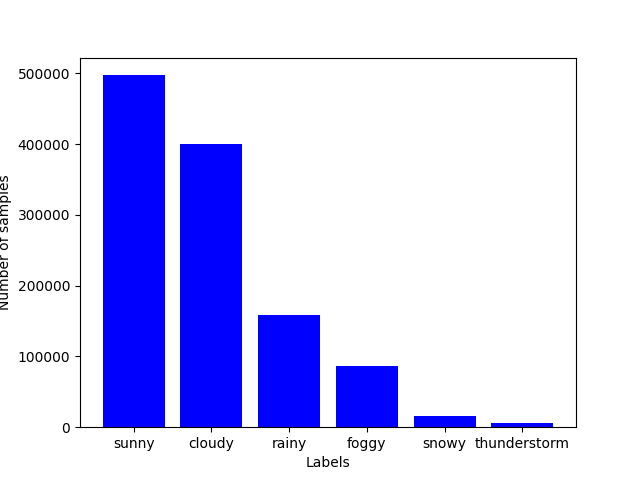 500000
400000
300000
200000
100000
0
Number of samples
sunny cloudy rainy foggy snowy thunderstorm
Labels